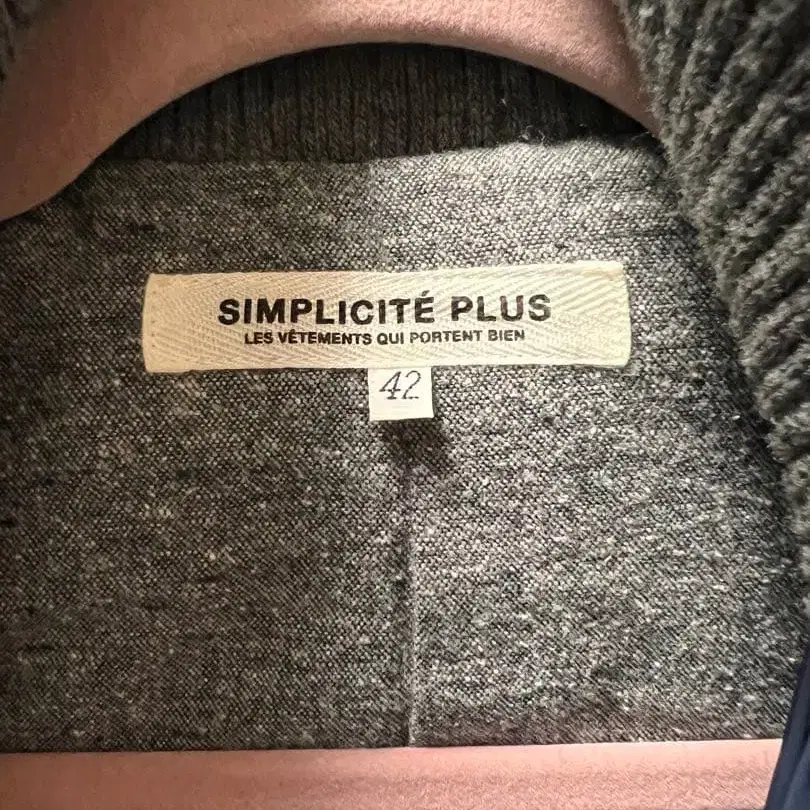 SIMPLICITÉ PLUS
LES VÊTEMENTS QUI PORTENT BIEN
42